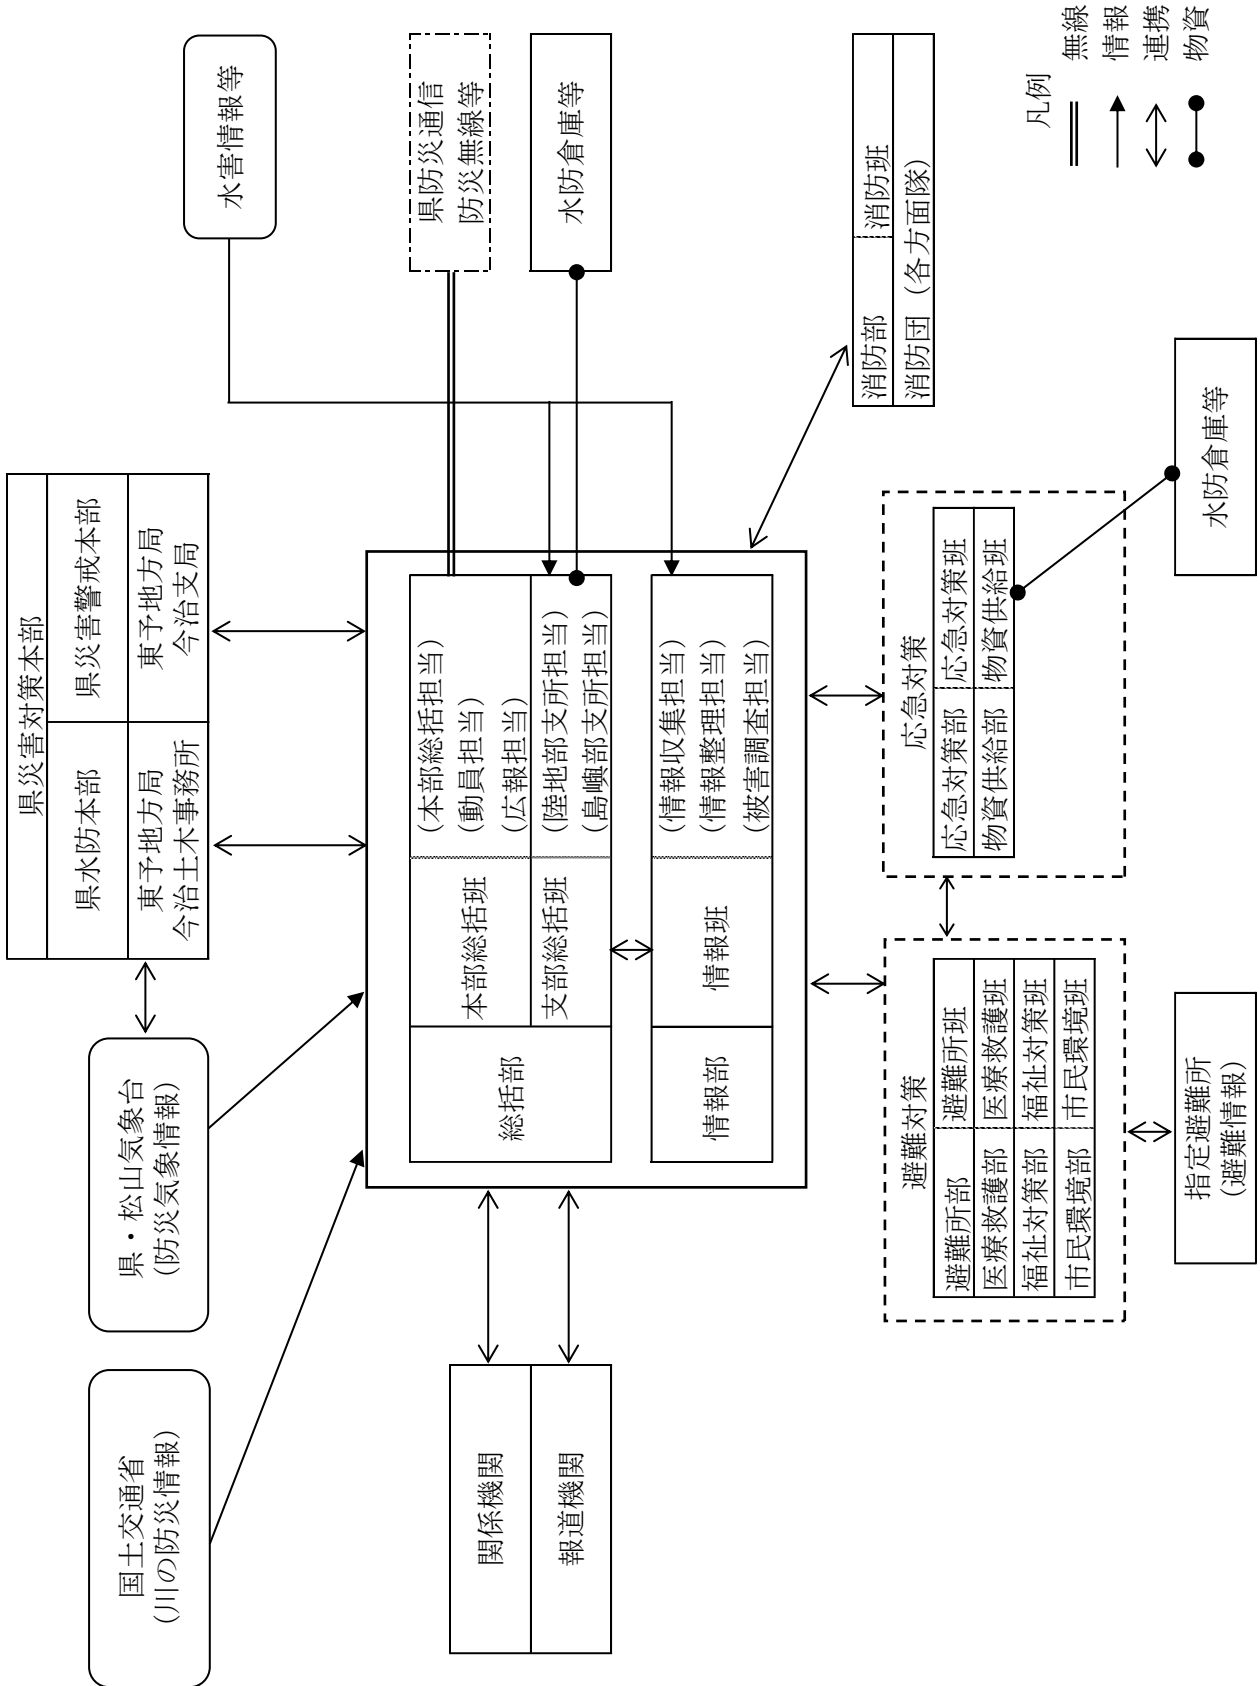 国土交通省
(川の防災情報)
県・松山気象台
(防災気象情報)
県災害対策本部
県水防本部
県災害警戒本部
東予地方局
今治土木事務所
東予地方局
今治支局
水害情報等
関係機関
報道機関
総括部
本部総括班
(本部総括担当)
(動員担当)
(広報担当)
支部総括班
(陸地部支所担当)
(島嶼部支所担当)
情報部
情報班
(情報収集担当)
(情報整理担当)
(被害調査担当)
県防災通信
防災無線等
水防倉庫等
避難対策
避難所部
避難所班
医療救護部
医療救護班
福祉対策部
福祉対策班
市民環境部
市民環境班
応急対策
応急対策部
応急対策班
物資供給部
物資供給班
消防部
消防班
消防団(各方面隊)
指定避難所
(避難情報)
水防倉庫等
凡例
無線
情報
連携
物資